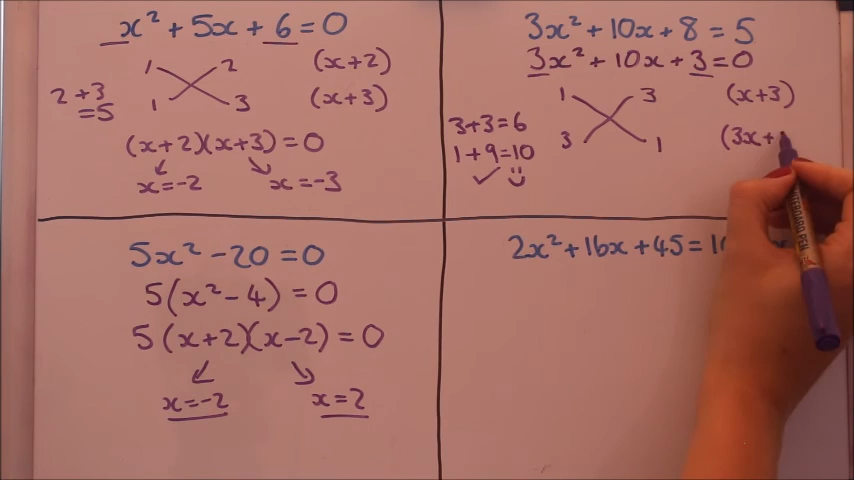 x² + 5x + 6 = 0
1 2 (x+2)
2 + 3 = 5
1 3 (x+3)
(x+2)(x+3) = 0
x = -2 x = -3
3x² + 10x + 8 = 5
3x² + 10x + 3 = 0
1 3 (x+3)
3+3=6
3 1 (3x+
1+9=10
5x² - 20 = 0
5(x² - 4) = 0
5(x+2)(x-2) = 0
x = -2 x = 2
2x² + 16x + 45 =